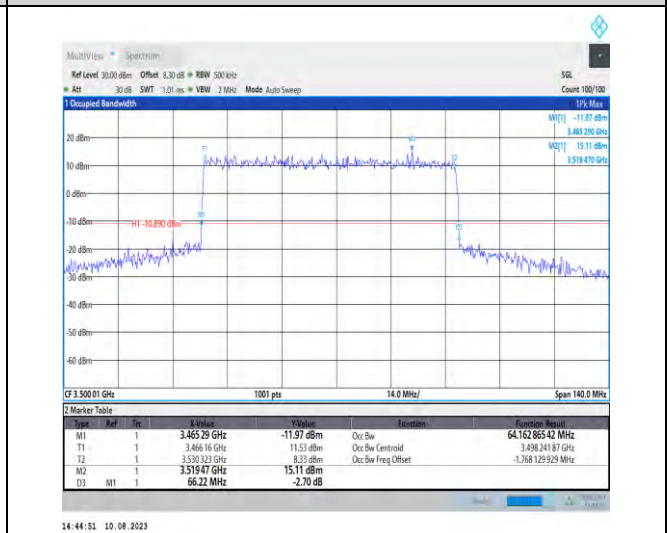 MultiView Spectrum
Ref Level 30.00 dBm Offset 8.30 dB RBW 500 kHz SGL
Att 30 dB SWT 1.01 ms VBW 2 MHz Mode Auto Sweep Count 100/100
1 Occupied Bandwidth 1Pk Max
M1[1] -11.97 dBm
3.465 290 GHz
20 dBm
M2[1] 15.11 dBm
3.519 470 GHz
10 dBm
0 dBm
-10 dBm
H1 -10.890 dBm
-20 dBm
-30 dBm
-40 dBm
-50 dBm
-60 dBm
CF 3.500 01 GHz 1001 pts 14.0 MHz/ Span 140.0 MHz
2 Marker Table
Type Ref Trc X-Value Y-Value Function Function Result
M1 1 3.465 29 GHz -11.97 dBm Occ Bw 64.162 865 42 MHz
T1 1 3.466 16 GHz 11.53 dBm Occ Bw Centroid 3.498 241 87 GHz
T2 1 3.530 323 GHz 8.33 dBm Occ Bw Freq Offset -1.768 129 929 MHz
M2 1 3.519 47 GHz 15.11 dBm
D3 M1 1 66.22 MHz -2.70 dB
14:44:51 10.08.2023